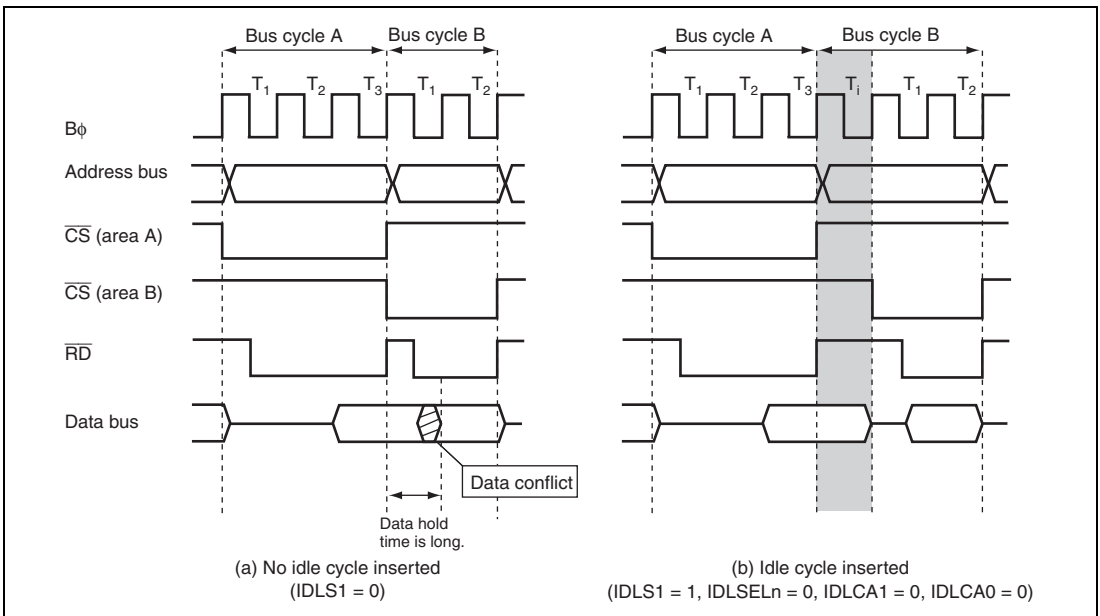 Bus cycle A Bus cycle B Bus cycle A Bus cycle B
T1 T2 T3 T1 T2 T1 T2 T3 Ti T1 T2
Bφ
Address bus
CS (area A)
CS (area B)
RD
Data bus
Data conflict
Data hold
time is long.
(a) No idle cycle inserted
(IDLS1 = 0)
(b) Idle cycle inserted
(IDLS1 = 1, IDLSELn = 0, IDLCA1 = 0, IDLCA0 = 0)